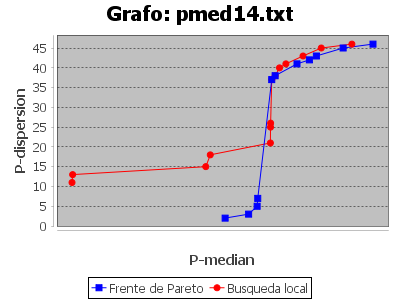 Grafo: pmed14.txt
P-dispersion
45
40
35
30
25
20
15
10
5
0
P-median
Frente de Pareto
Busqueda local